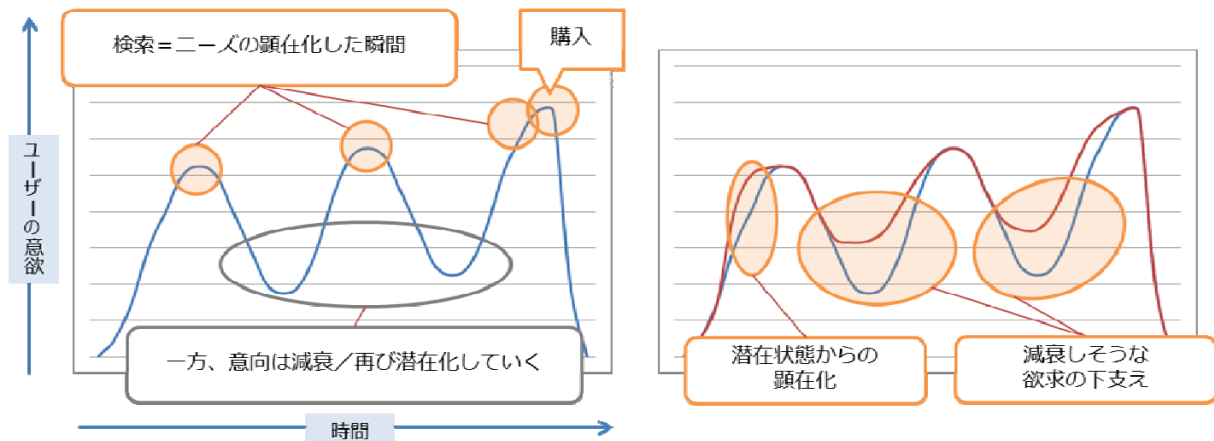 検索＝ニーズの顕在化した瞬間
購入
ユーザーの意欲
一方、意向は減衰／再び潜在化していく
時間
潜在状態からの
顕在化
減衰しそうな
欲求の下支え